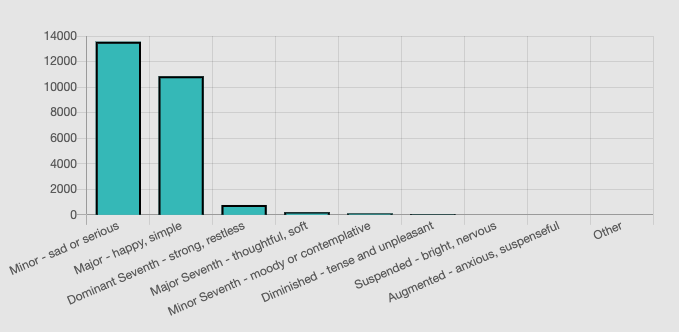 14000
12000
10000
8000
6000
4000
2000
0
Minor - sad or serious
Major - happy, simple
Dominant Seventh - strong, restless
Major Seventh - thoughtful, soft
Minor Seventh - moody or contemplative
Diminished - tense and unpleasant
Suspended - bright, nervous
Augmented - anxious, suspenseful
Other